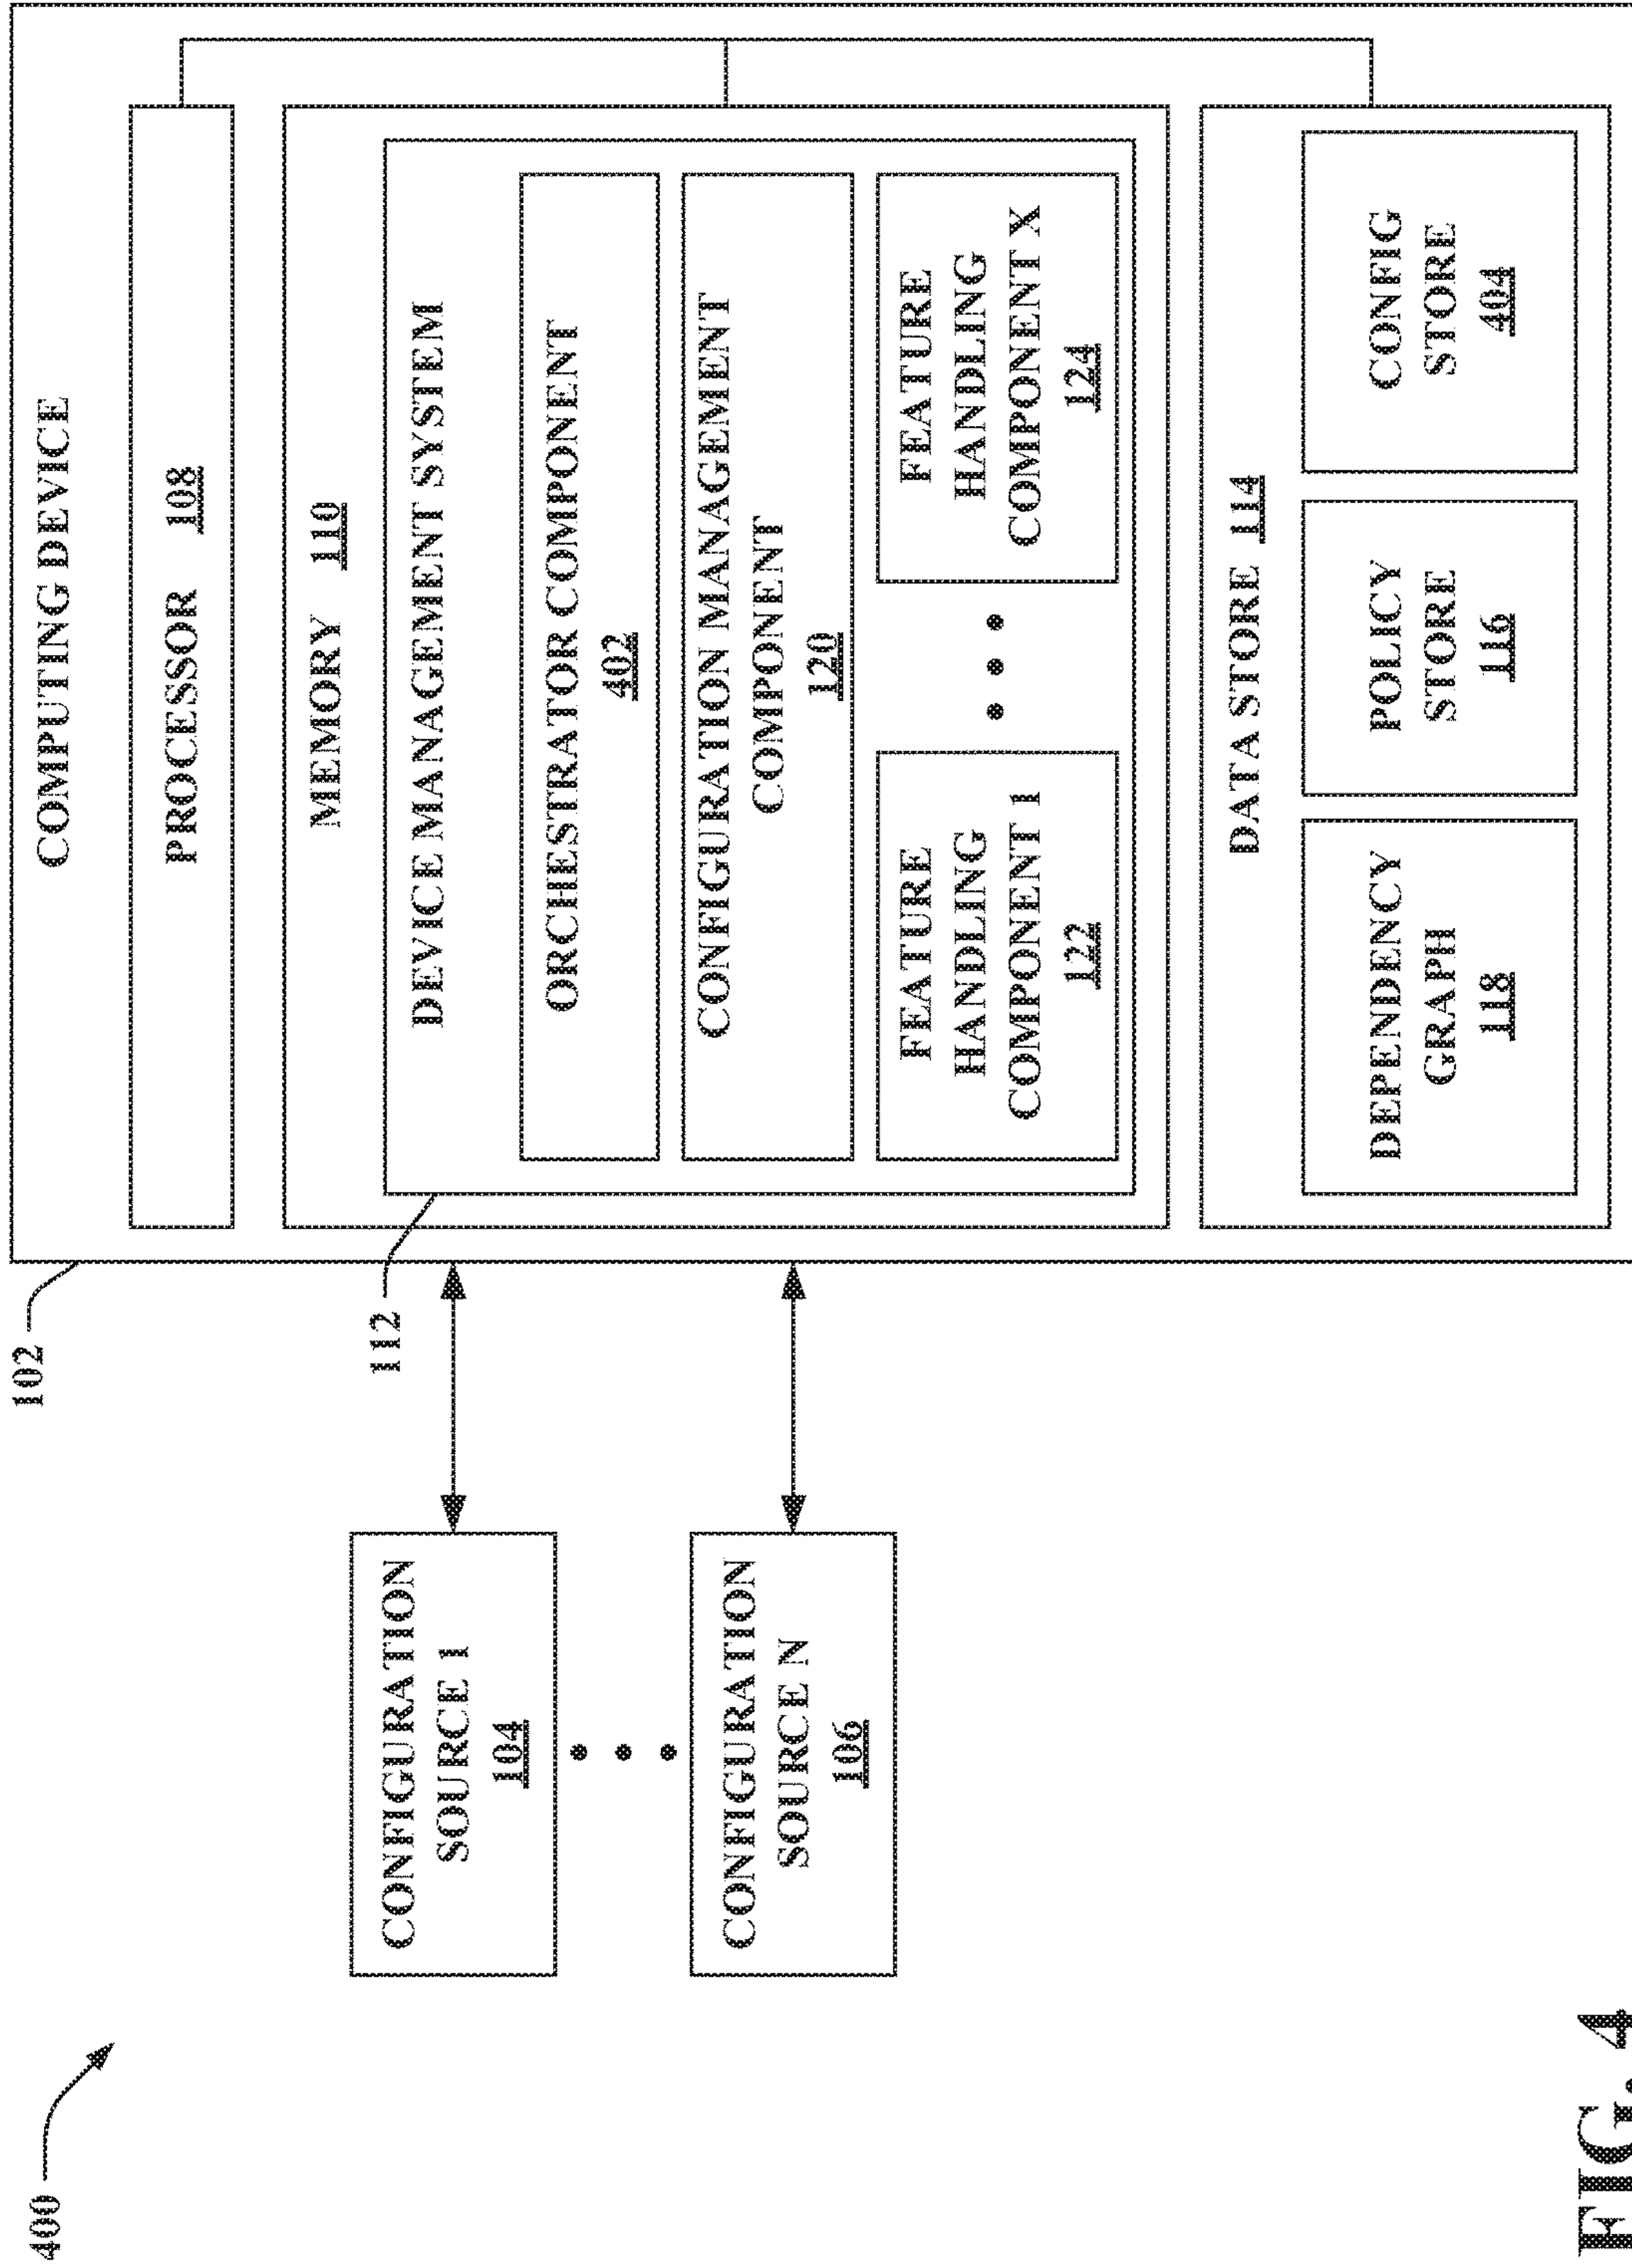 400
102
COMPUTING DEVICE
PROCESSOR 108
MEMORY 110
112
DEVICE MANAGEMENT SYSTEM
ORCHESTRATOR COMPONENT
402
CONFIGURATION MANAGEMENT
COMPONENT
120
FEATURE
HANDLING
COMPONENT 1
122
FEATURE
HANDLING
COMPONENT X
124
CONFIGURATION
SOURCE 1
104
CONFIGURATION
SOURCE N
106
DATA STORE 114
DEPENDENCY
GRAPH
118
POLICY
STORE
116
CONFIG
STORE
404
FIG. 4